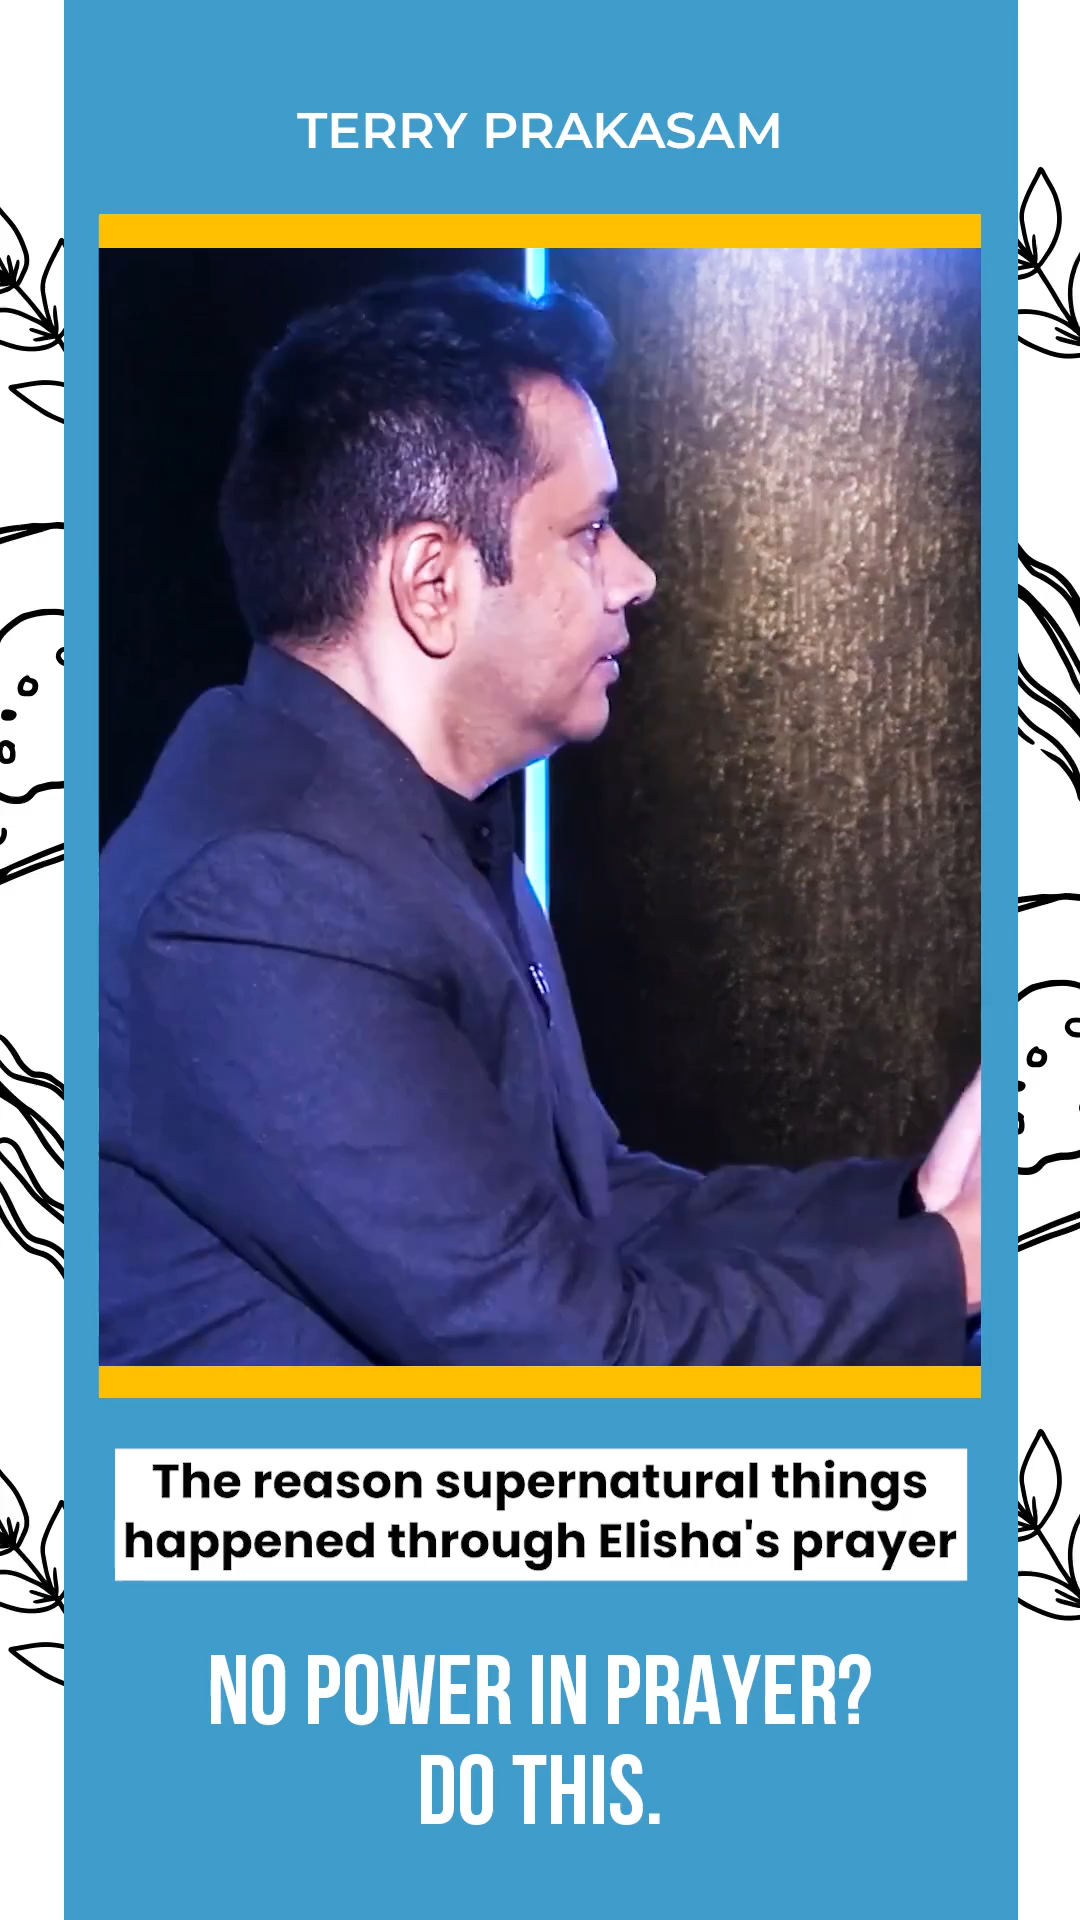 TERRY PRAKASAM
The reason supernatural things
happened through Elisha's prayer
NO POWER IN PRAYER?
DO THIS.